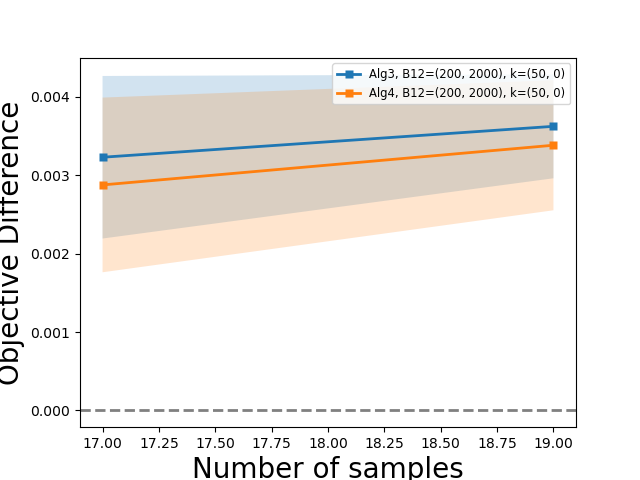 Alg3, B12=(200, 2000), k=(50, 0)
Alg4, B12=(200, 2000), k=(50, 0)
Objective Difference
0.004
0.003
0.002
0.001
0.000
17.00 17.25 17.50 17.75 18.00 18.25 18.50 18.75 19.00
Number of samples